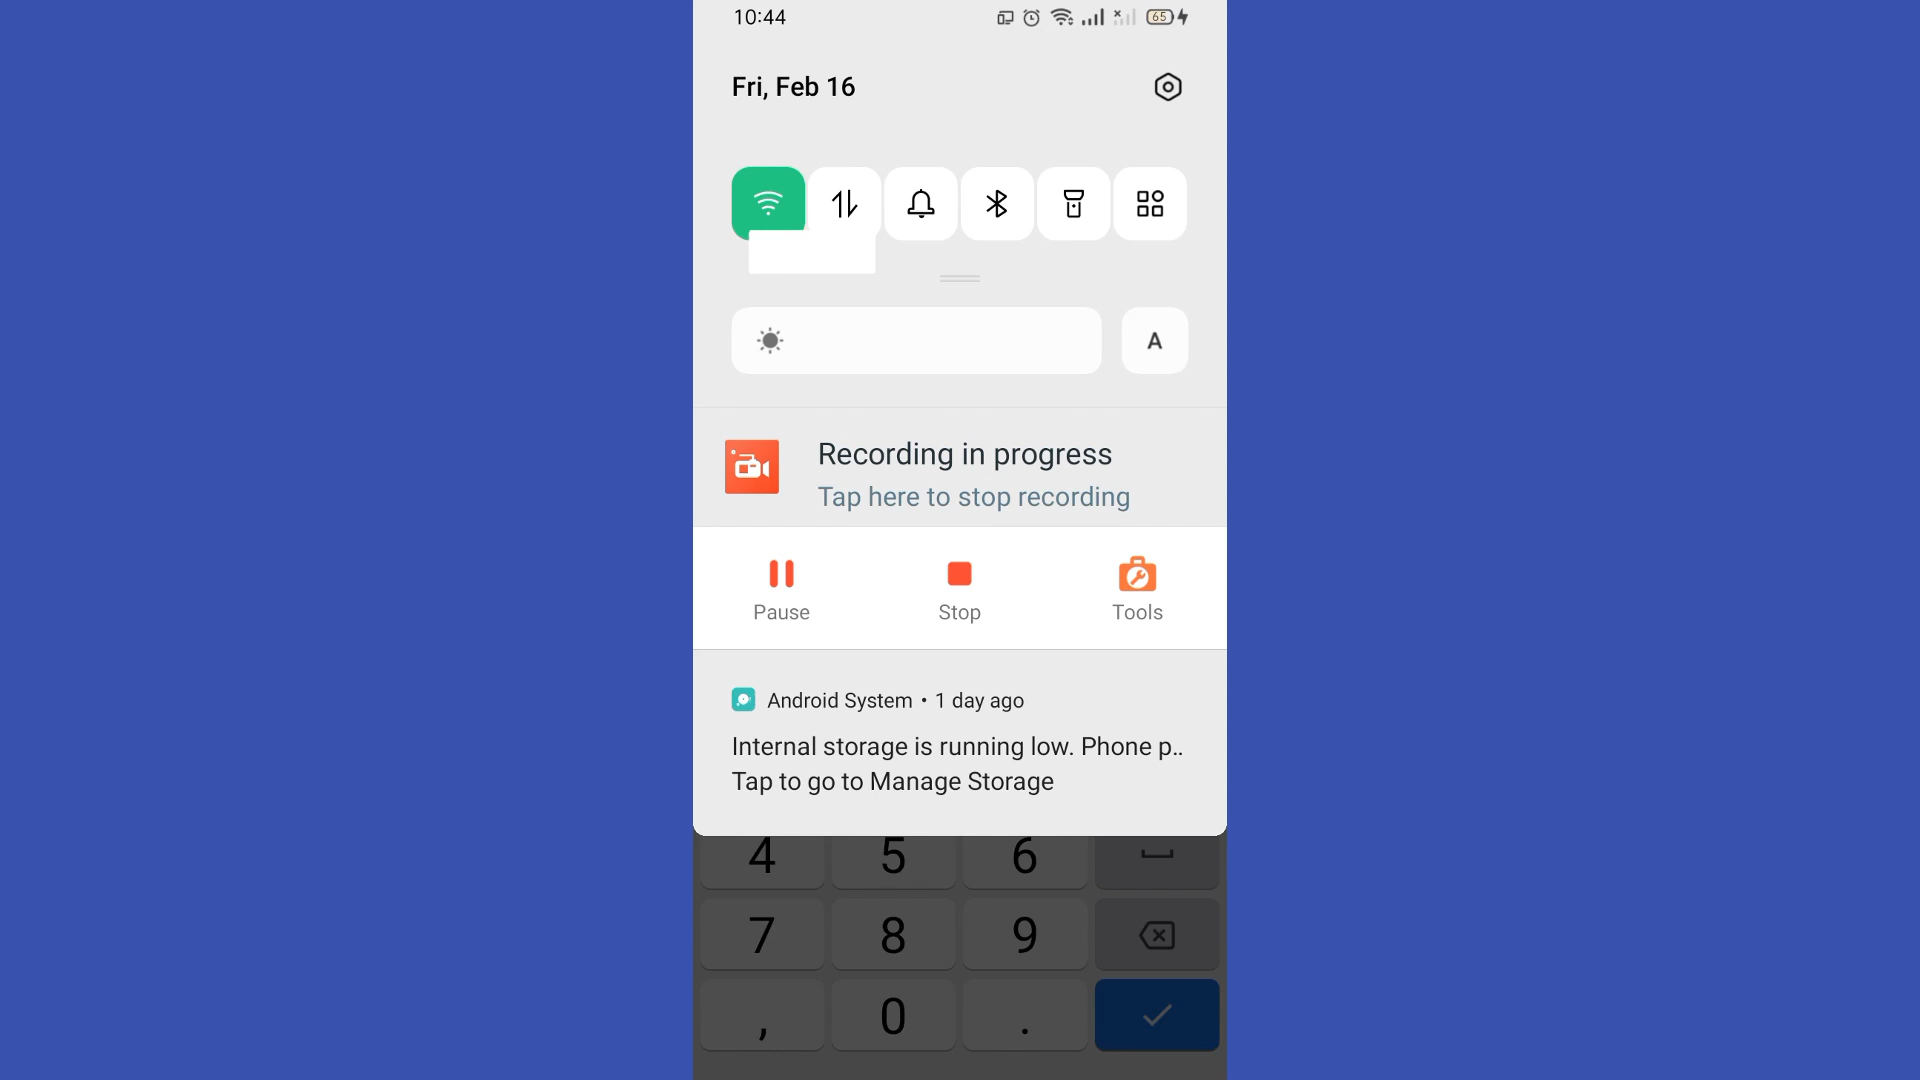 10:44
65
Fri, Feb 16
A
Recording in progress
Tap here to stop recording
Pause Stop Tools
Android System • 1 day ago
Internal storage is running low. Phone p..
Tap to go to Manage Storage
4 5 6
7 8 9
, 0 .